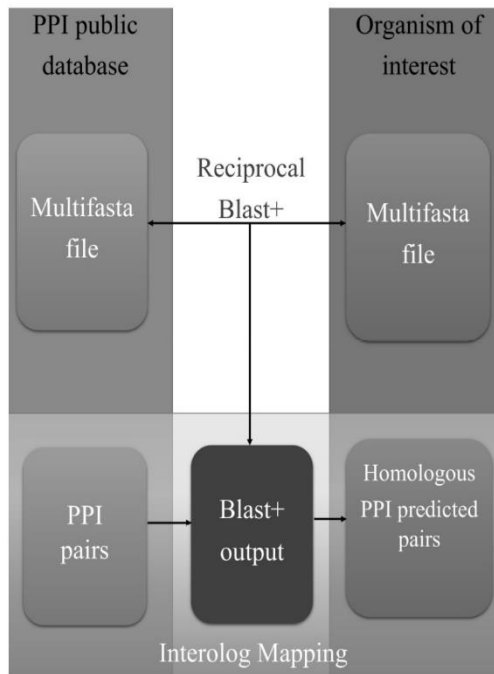 PPI public
database
Organism of
interest
Reciprocal
Blast+
Multifasta
file
Multifasta
file
PPI
pairs
Blast+
output
Homologous
PPI predicted
pairs
Interolog Mapping